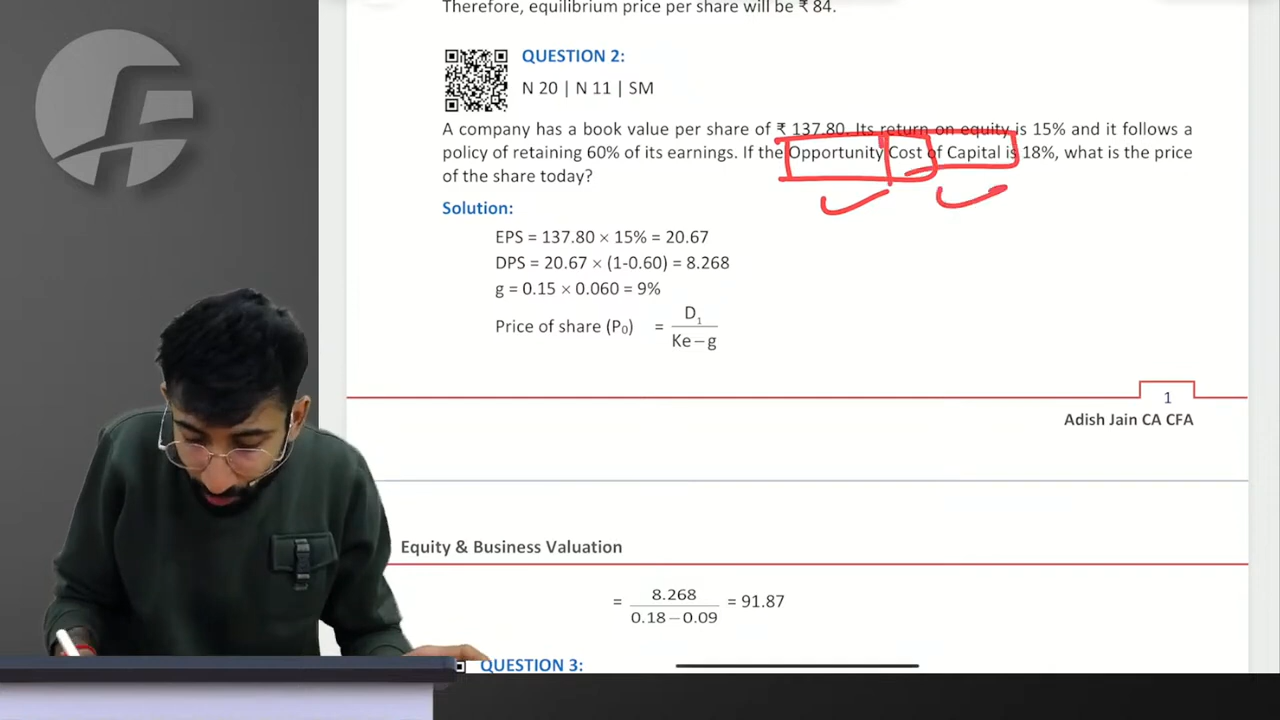 Therefore, equilibrium price per share will be ₹ 84.
QUESTION 2:
N 20 | N 11 | SM
A company has a book value per share of ₹ 137.80. Its return on equity is 15% and it follows a
policy of retaining 60% of its earnings. If the Opportunity Cost of Capital is 18%, what is the price
of the share today?
Solution:
EPS = 137.80 × 15% = 20.67
DPS = 20.67 × (1-0.60) = 8.268
g = 0.15 × 0.060 = 9%
Price of share (P₀) = D₁ / Ke – g
1
Adish Jain CA CFA
Equity & Business Valuation
= 8.268 / 0.18 – 0.09 = 91.87
QUESTION 3: